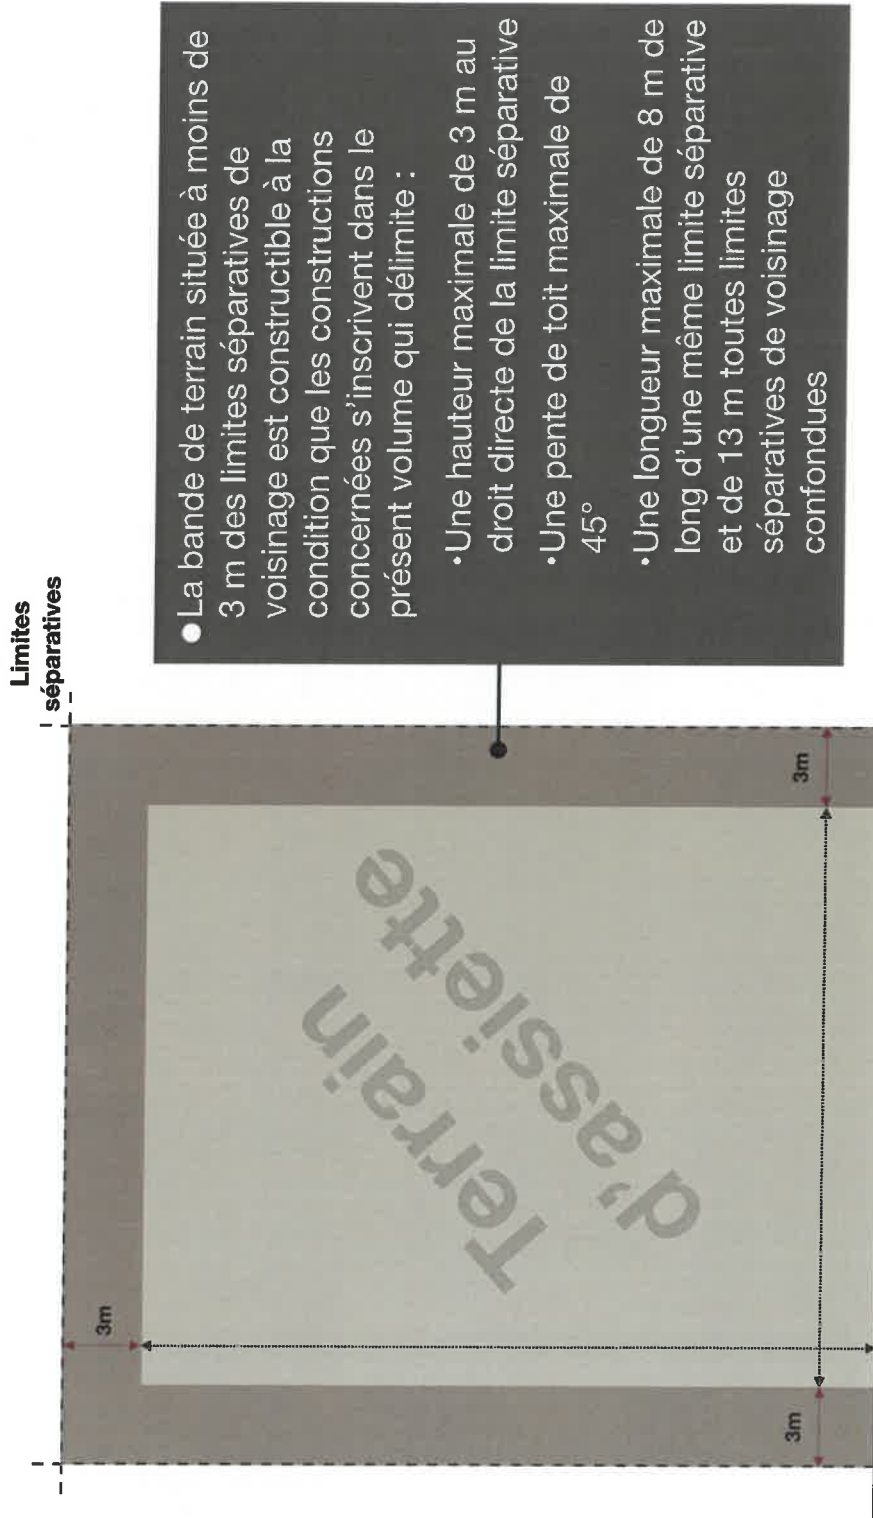 Limites
séparatives
●La bande de terrain située à moins de
3 m des limites séparatives de
voisinage est constructible à la
condition que les constructions
concernées s'inscrivent dans le
présent volume qui délimite :
•Une hauteur maximale de 3 m au
droit directe de la limite séparative
•Une pente de toit maximale de
45°
•Une longueur maximale de 8 m de
long d'une même limite séparative
et de 13 m toutes limites
séparatives de voisinage
confondues
3m
Terrain
d'assiette
3m
3m